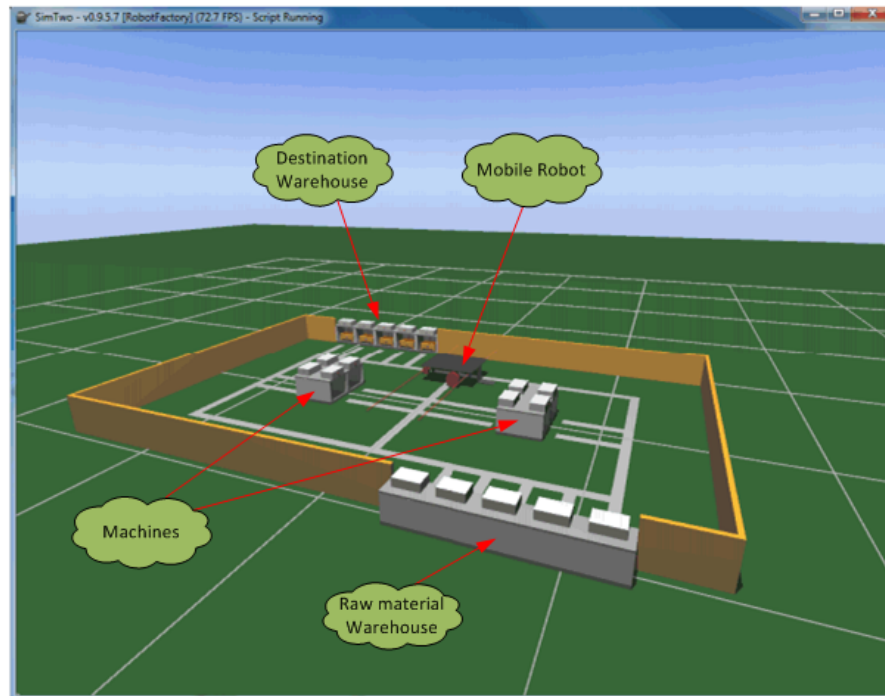 SimTwo - v0.9.5.7 [RobotFactory] (72.7 FPS) - Script Running
Destination
Warehouse
Mobile Robot
Machines
Raw material
Warehouse